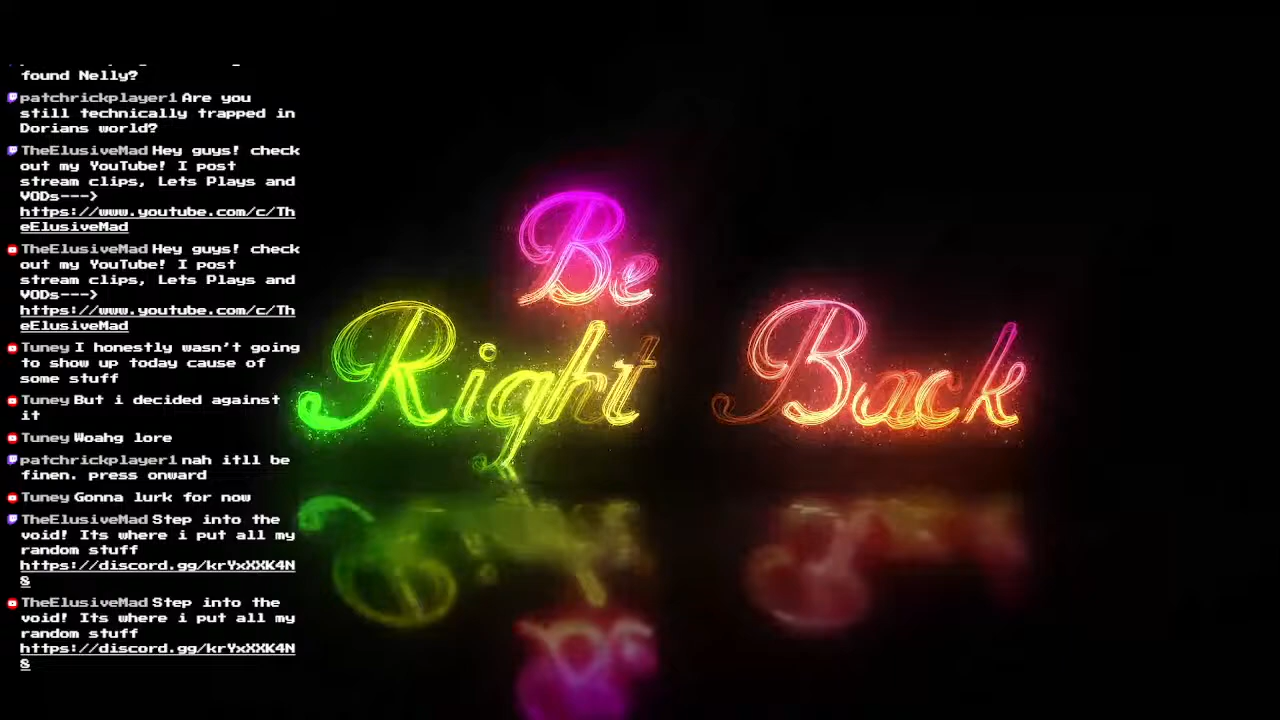 found Nelly?
patchrickplayer1 Are you
still technically trapped in
Dorians world?
TheElusiveMad Hey guys! check
out my YouTube! I post
stream clips, Lets Plays and
VODs--->
https://www.youtube.com/c/Th
eElusiveMad
TheElusiveMad Hey guys! check
out my YouTube! I post
stream clips, Lets Plays and
VODs--->
https://www.youtube.com/c/Th
eElusiveMad
Tuney I honestly wasn't going
to show up today cause of
some stuff
Tuney But i decided against
it
Tuney Woahg lore
patchrickplayer1 nah itll be
finen. press onward
Tuney Gonna lurk for now
TheElusiveMad Step into the
void! Its where i put all my
random stuff
https://discord.gg/krYxXXK4N
8
TheElusiveMad Step into the
void! Its where i put all my
random stuff
https://discord.gg/krYxXXK4N
8
Be
Right Back